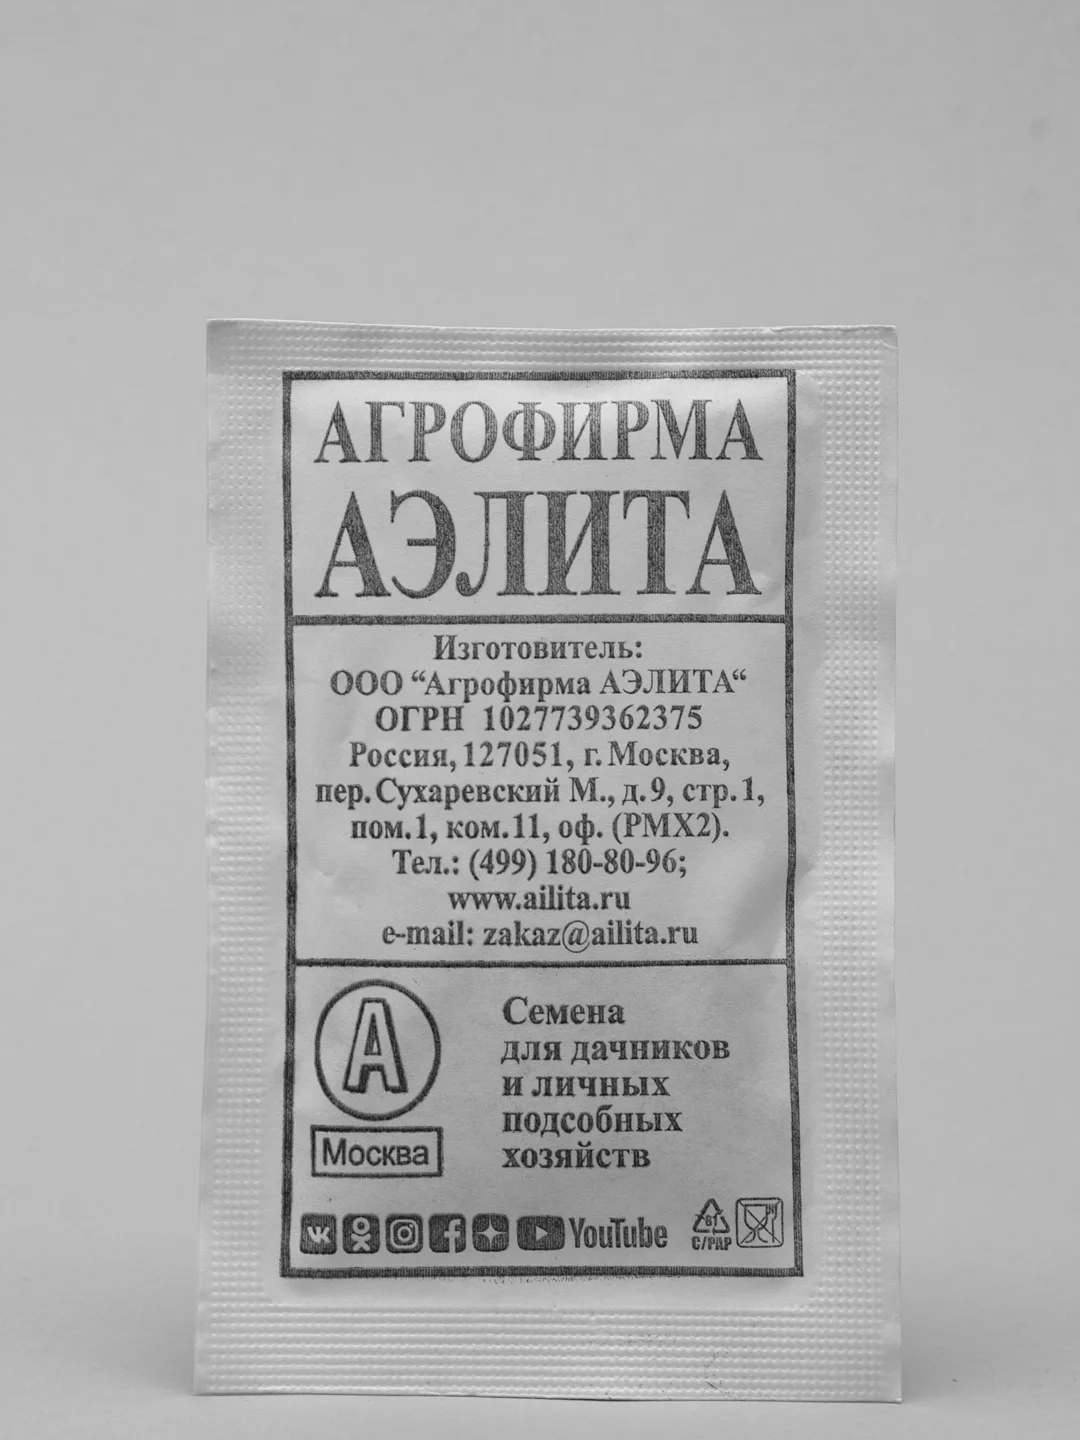 АГРОФИРМА
АЭЛИТА
Изготовитель:
ООО “Агрофирма АЭЛИТА“
ОГРН 1027739362375
Россия, 127051, г. Москва,
пер. Сухаревский М., д. 9, стр. 1,
пом. 1, ком. 11, оф. (РМХ2).
Тел.: (499) 180-80-96;
www.ailita.ru
e-mail: zakaz@ailita.ru
А
Семена
для дачников
и личных
подсобных
хозяйств
Москва
YouTube
81
C/PAP